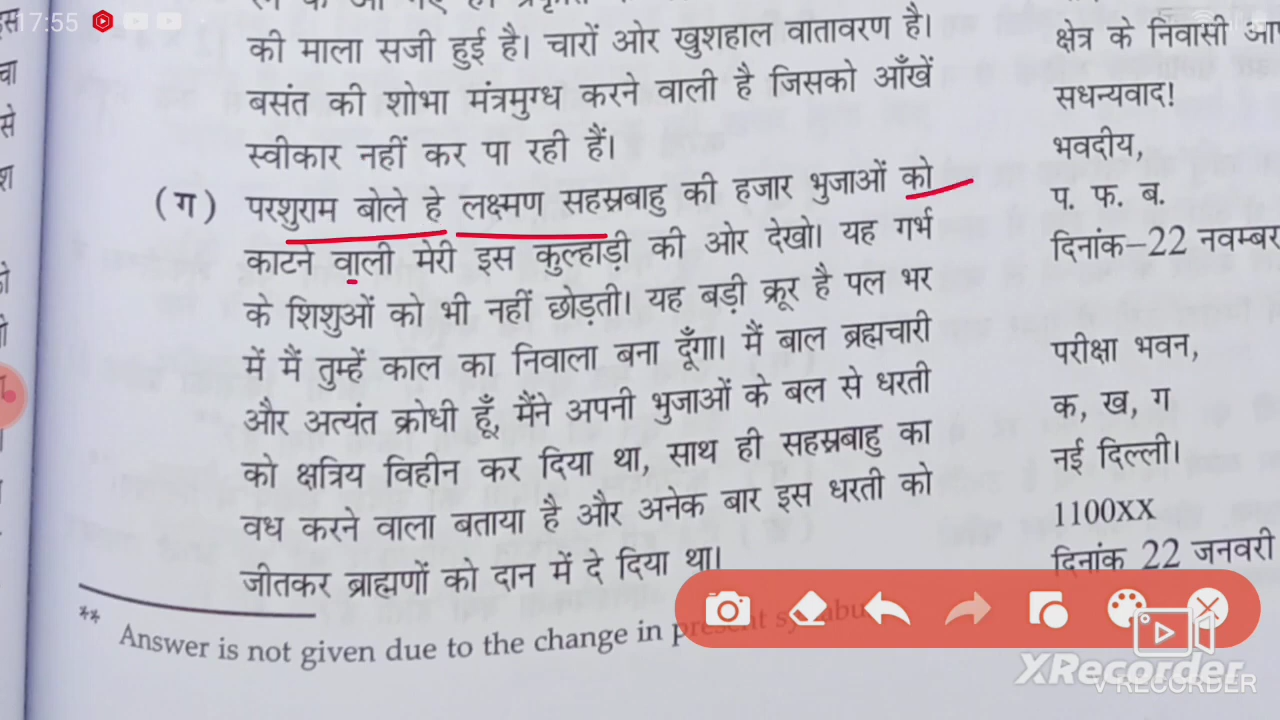 17:55
की माला सजी हुई है। चारों ओर खुशहाल वातावरण है।
बसंत की शोभा मंत्रमुग्ध करने वाली है जिसको आँखें
स्वीकार नहीं कर पा रही हैं।
(ग) परशुराम बोले हे लक्ष्मण सहस्रबाहु की हजार भुजाओं को
काटने वाली मेरी इस कुल्हाड़ी की ओर देखो। यह गर्भ
के शिशुओं को भी नहीं छोड़ती। यह बड़ी क्रूर है पल भर
में मैं तुम्हें काल का निवाला बना दूँगा। मैं बाल ब्रह्मचारी
और अत्यंत क्रोधी हूँ, मैंने अपनी भुजाओं के बल से धरती
को क्षत्रिय विहीन कर दिया था, साथ ही सहस्रबाहु का
वध करने वाला बताया है और अनेक बार इस धरती को
जीतकर ब्राह्मणों को दान में दे दिया था।
** Answer is not given due to the change in present
क्षेत्र के निवासी
सधन्यवाद!
भवदीय,
प. फ. ब.
दिनांक–22 नवम्बर
परीक्षा भवन,
क, ख, ग
नई दिल्ली।
1100XX
दिनांक 22 जनवरी
XRecorder
V RECORDER